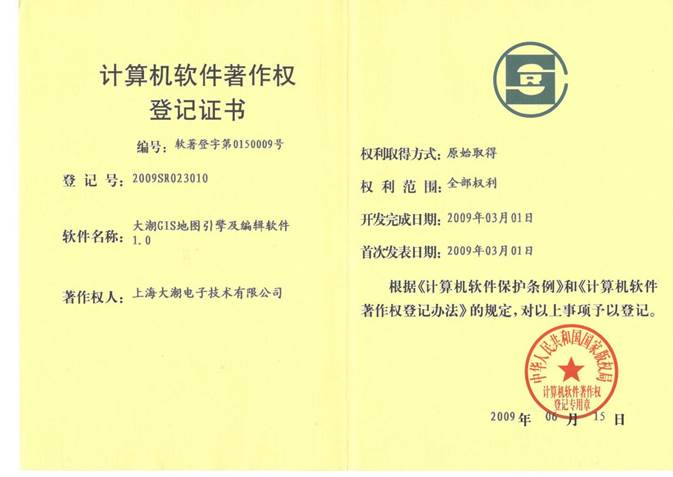 计算机软件著作权
登记证书
编号: 软著登字第0150009号
登 记 号: 2009SR023010
软件名称: 大潮GIS地图引擎及编辑软件
1.0
著作权人: 上海大潮电子技术有限公司
权利取得方式: 原始取得
权 利 范 围: 全部权利
开发完成日期: 2009年03月01日
首次发表日期: 2009年03月01日
根据《计算机软件保护条例》和《计算机软件
著作权登记办法》的规定,对以上事项予以登记。
中华人民共和国国家版权局
计算机软件著作权
登记专用章
2009 年 06 月 15 日